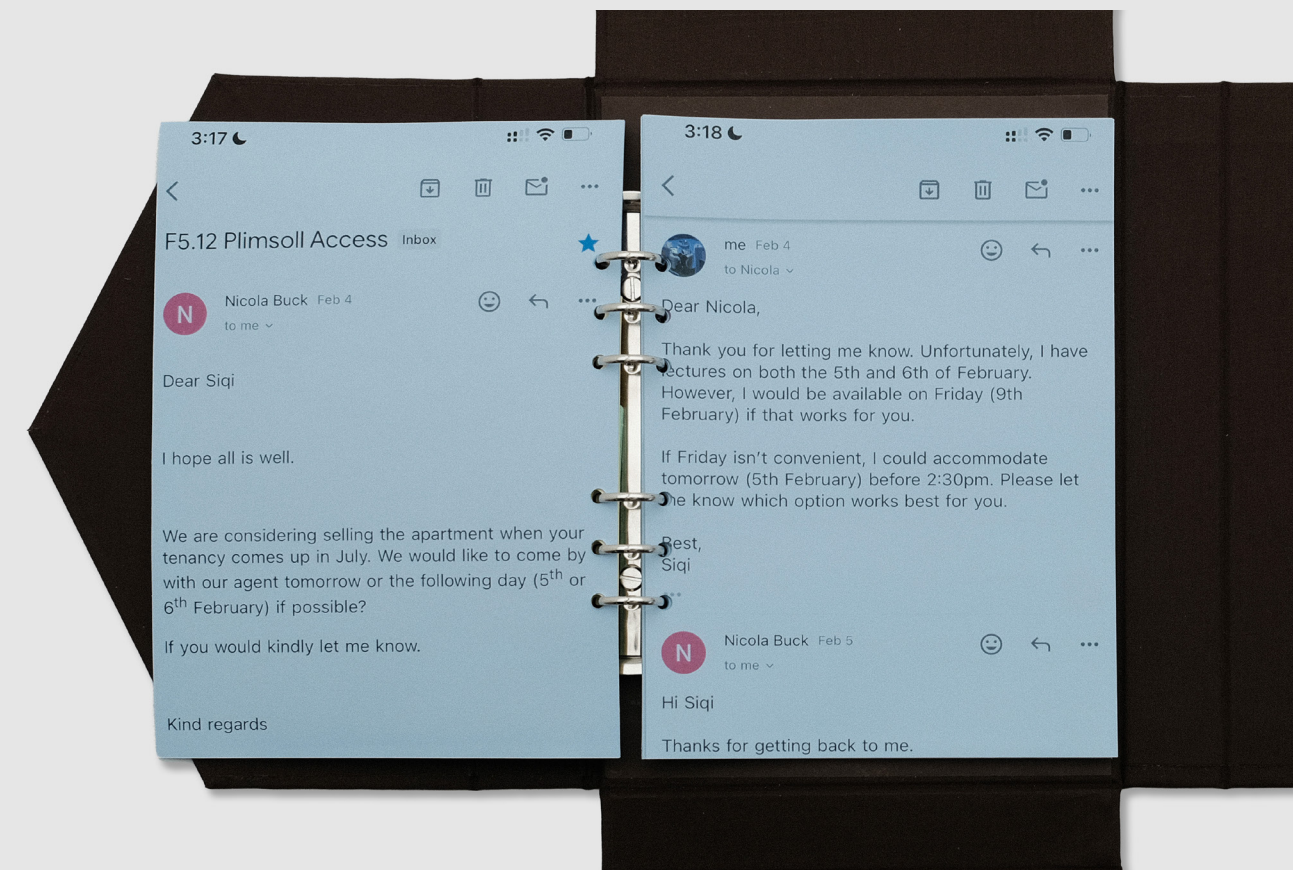 3:17
F5.12 Plimsoll Access Inbox
N
Nicola Buck Feb 4
to me
Dear Siqi
I hope all is well.
We are considering selling the apartment when your
tenancy comes up in July. We would like to come by
with our agent tomorrow or the following day (5th or
6th February) if possible?
If you would kindly let me know.
Kind regards
3:18
me Feb 4
to Nicola
Dear Nicola,
Thank you for letting me know. Unfortunately, I have
lectures on both the 5th and 6th of February.
However, I would be available on Friday (9th
February) if that works for you.
If Friday isn't convenient, I could accommodate
tomorrow (5th February) before 2:30pm. Please let
me know which option works best for you.
Best,
Siqi
N
Nicola Buck Feb 5
to me
Hi Siqi
Thanks for getting back to me.